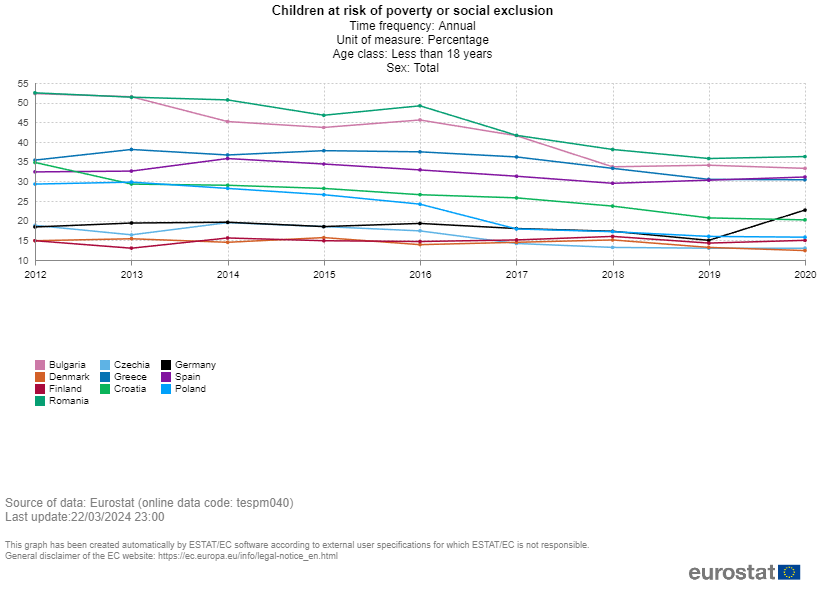 Children at risk of poverty or social exclusion
Time frequency: Annual
Unit of measure: Percentage
Age class: Less than 18 years
Sex: Total
55
50
45
40
35
30
25
20
15
10
2012 2013 2014 2015 2016 2017 2018 2019 2020
Bulgaria Czechia Germany
Denmark Greece Spain
Finland Croatia Poland
Romania
Source of data: Eurostat (online data code: tespm040)
Last update:22/03/2024 23:00
This graph has been created automatically by ESTAT/EC software according to external user specifications for which ESTAT/EC is not responsible.
General disclaimer of the EC website: https://ec.europa.eu/info/legal-notice_en.html
eurostat